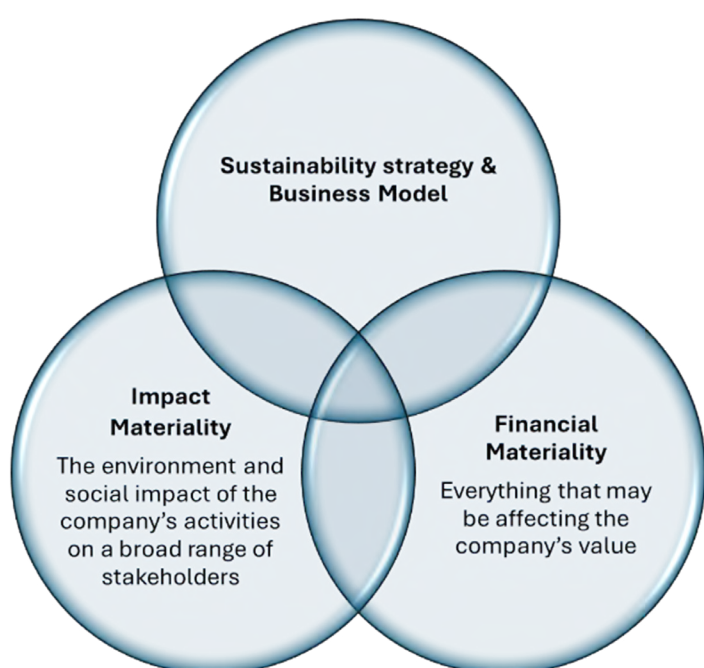 Sustainability strategy &
Business Model
Impact
Materiality
The environment and
social impact of the
company's activities
on a broad range of
stakeholders
Financial
Materiality
Everything that may
be affecting the
company's value